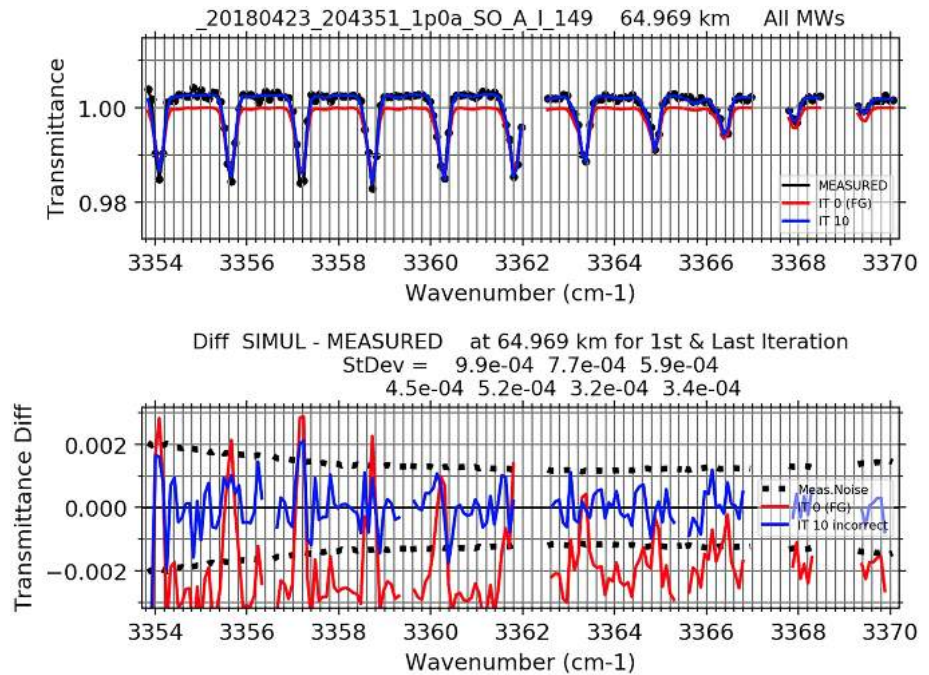 _20180423_204351_1p0a_SO_A_I_149 64.969 km All MWs
Transmittance
1.00
0.98
MEASURED
IT 0 (FG)
IT 10
3354 3356 3358 3360 3362 3364 3366 3368 3370
Wavenumber (cm-1)
Diff SIMUL - MEASURED at 64.969 km for 1st & Last Iteration
StDev = 9.9e-04 7.7e-04 5.9e-04
4.5e-04 5.2e-04 3.2e-04 3.4e-04
Transmittance Diff
0.002
0.000
−0.002
Meas.Noise
IT 0 (FG)
IT 10 incorrect
3354 3356 3358 3360 3362 3364 3366 3368 3370
Wavenumber (cm-1)